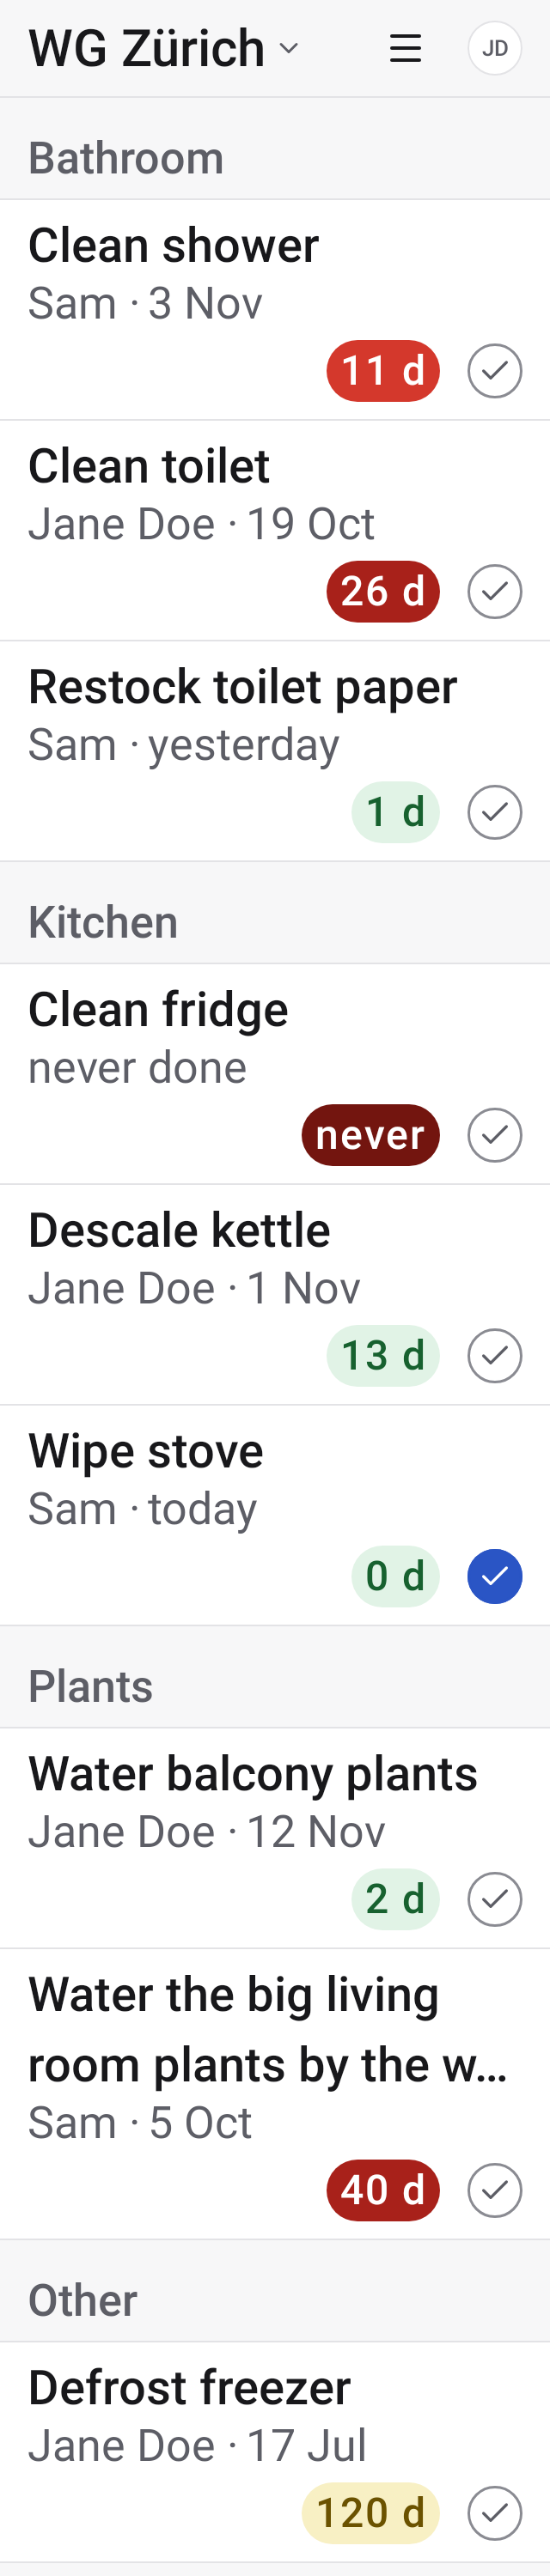 WG Zürich
JD
Bathroom
Clean shower
Sam · 3 Nov
11 d
Clean toilet
Jane Doe · 19 Oct
26 d
Restock toilet paper
Sam · yesterday
1 d
Kitchen
Clean fridge
never done
never
Descale kettle
Jane Doe · 1 Nov
13 d
Wipe stove
Sam · today
0 d
Plants
Water balcony plants
Jane Doe · 12 Nov
2 d
Water the big living
room plants by the w...
Sam · 5 Oct
40 d
Other
Defrost freezer
Jane Doe · 17 Jul
120 d